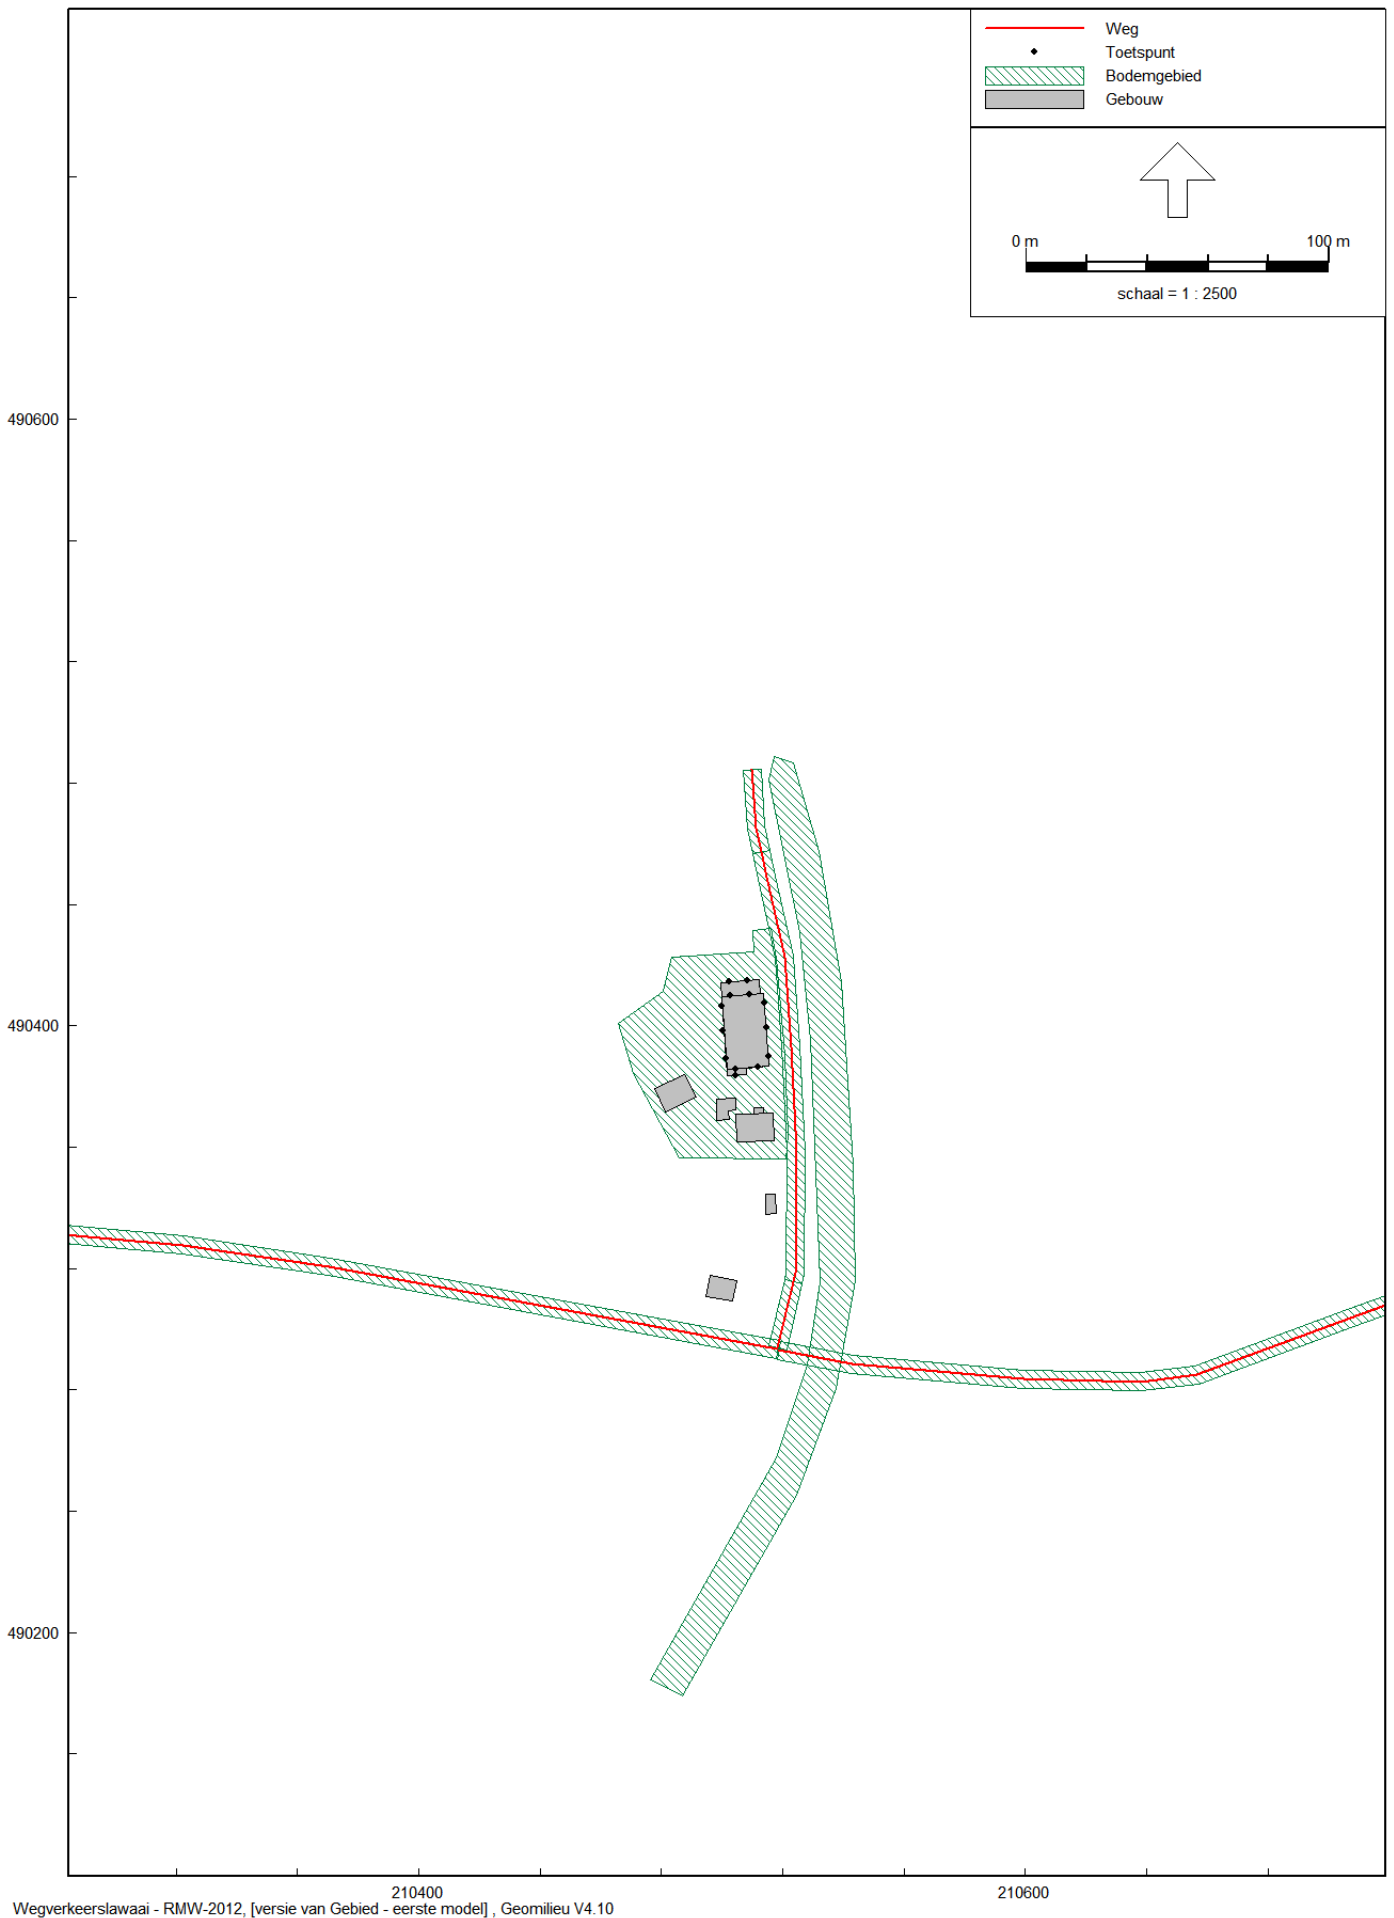 Weg
Toetspunt
Bodemgebied
Gebouw
0 m
100 m
schaal = 1 : 2500
490600
490400
490200
210400
210600
Wegverkeerslawaai - RMW-2012, [versie van Gebied - eerste model] , Geomilieu V4.10